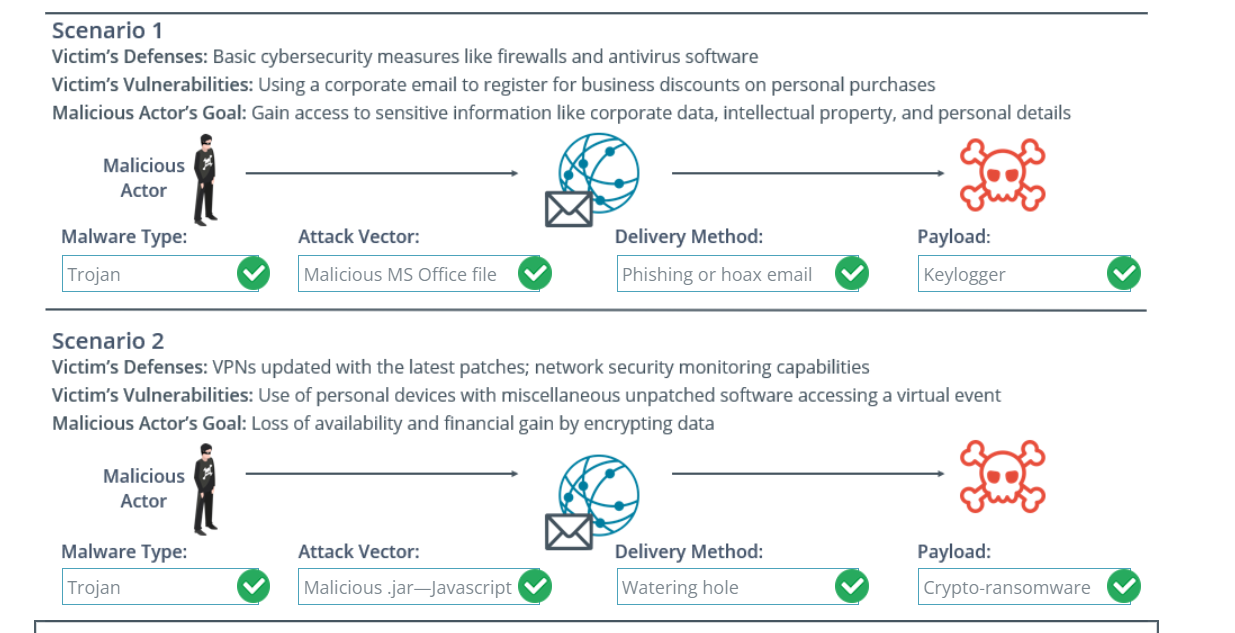 Scenario 1
Victim's Defenses: Basic cybersecurity measures like firewalls and antivirus software
Victim's Vulnerabilities: Using a corporate email to register for business discounts on personal purchases
Malicious Actor's Goal: Gain access to sensitive information like corporate data, intellectual property, and personal details
Malicious
Actor
Malware Type: Attack Vector: Delivery Method: Payload:
Trojan Malicious MS Office file Phishing or hoax email Keylogger
Scenario 2
Victim's Defenses: VPNs updated with the latest patches; network security monitoring capabilities
Victim's Vulnerabilities: Use of personal devices with miscellaneous unpatched software accessing a virtual event
Malicious Actor's Goal: Loss of availability and financial gain by encrypting data
Malicious
Actor
Malware Type: Attack Vector: Delivery Method: Payload:
Trojan Malicious .jar—Javascript Watering hole Crypto-ransomware